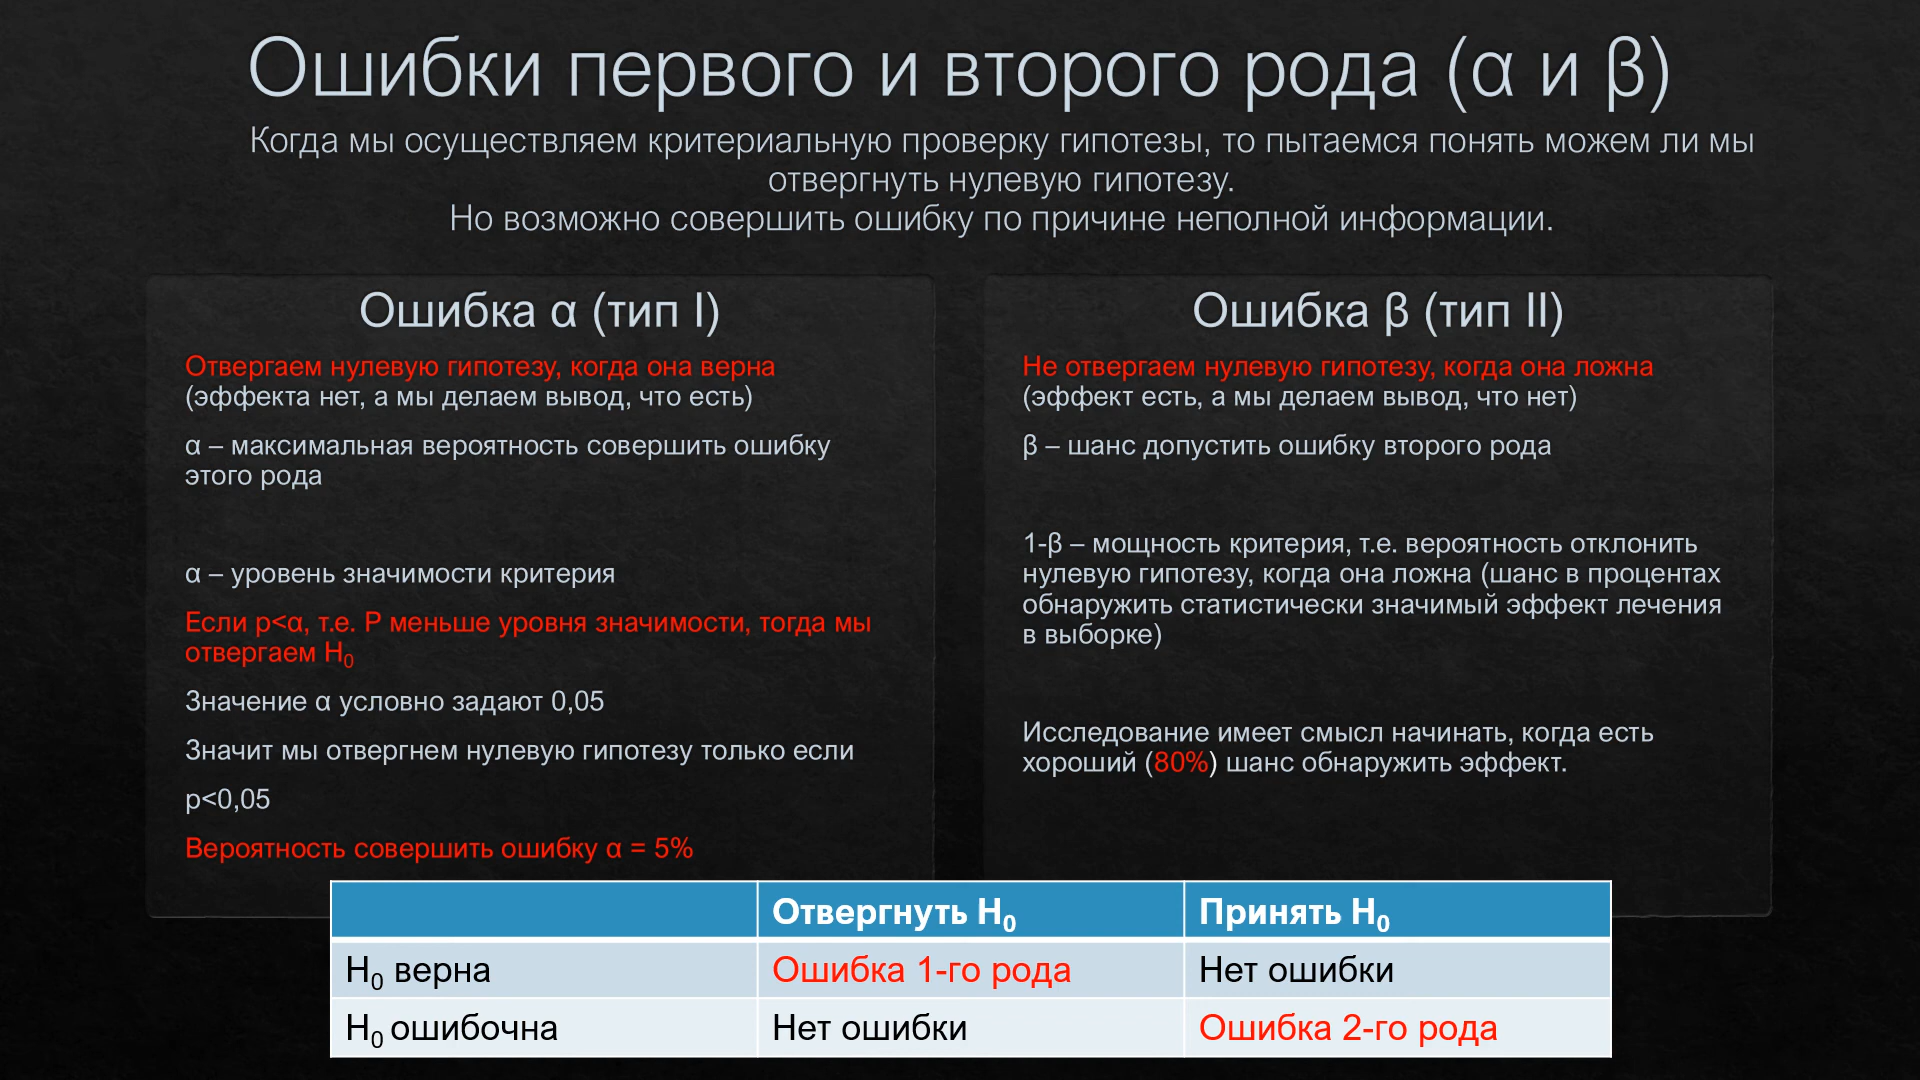 Ошибки первого и второго рода (α и β)
Когда мы осуществляем критериальную проверку гипотезы, то пытаемся понять можем ли мы
отвергнуть нулевую гипотезу.
Но возможно совершить ошибку по причине неполной информации.
Ошибка α (тип I)
Отвергаем нулевую гипотезу, когда она верна
(эффекта нет, а мы делаем вывод, что есть)
α – максимальная вероятность совершить ошибку
этого рода
α – уровень значимости критерия
Если p<α, т.е. P меньше уровня значимости, тогда мы
отвергаем H₀
Значение α условно задают 0,05
Значит мы отвергнем нулевую гипотезу только если
p<0,05
Вероятность совершить ошибку α = 5%
Ошибка β (тип II)
Не отвергаем нулевую гипотезу, когда она ложна
(эффект есть, а мы делаем вывод, что нет)
β – шанс допустить ошибку второго рода
1-β – мощность критерия, т.е. вероятность отклонить
нулевую гипотезу, когда она ложна (шанс в процентах
обнаружить статистически значимый эффект лечения
в выборке)
Исследование имеет смысл начинать, когда есть
хороший (80%) шанс обнаружить эффект.
Отвергнуть H₀ Принять H₀
H₀ верна Ошибка 1-го рода Нет ошибки
H₀ ошибочна Нет ошибки Ошибка 2-го рода